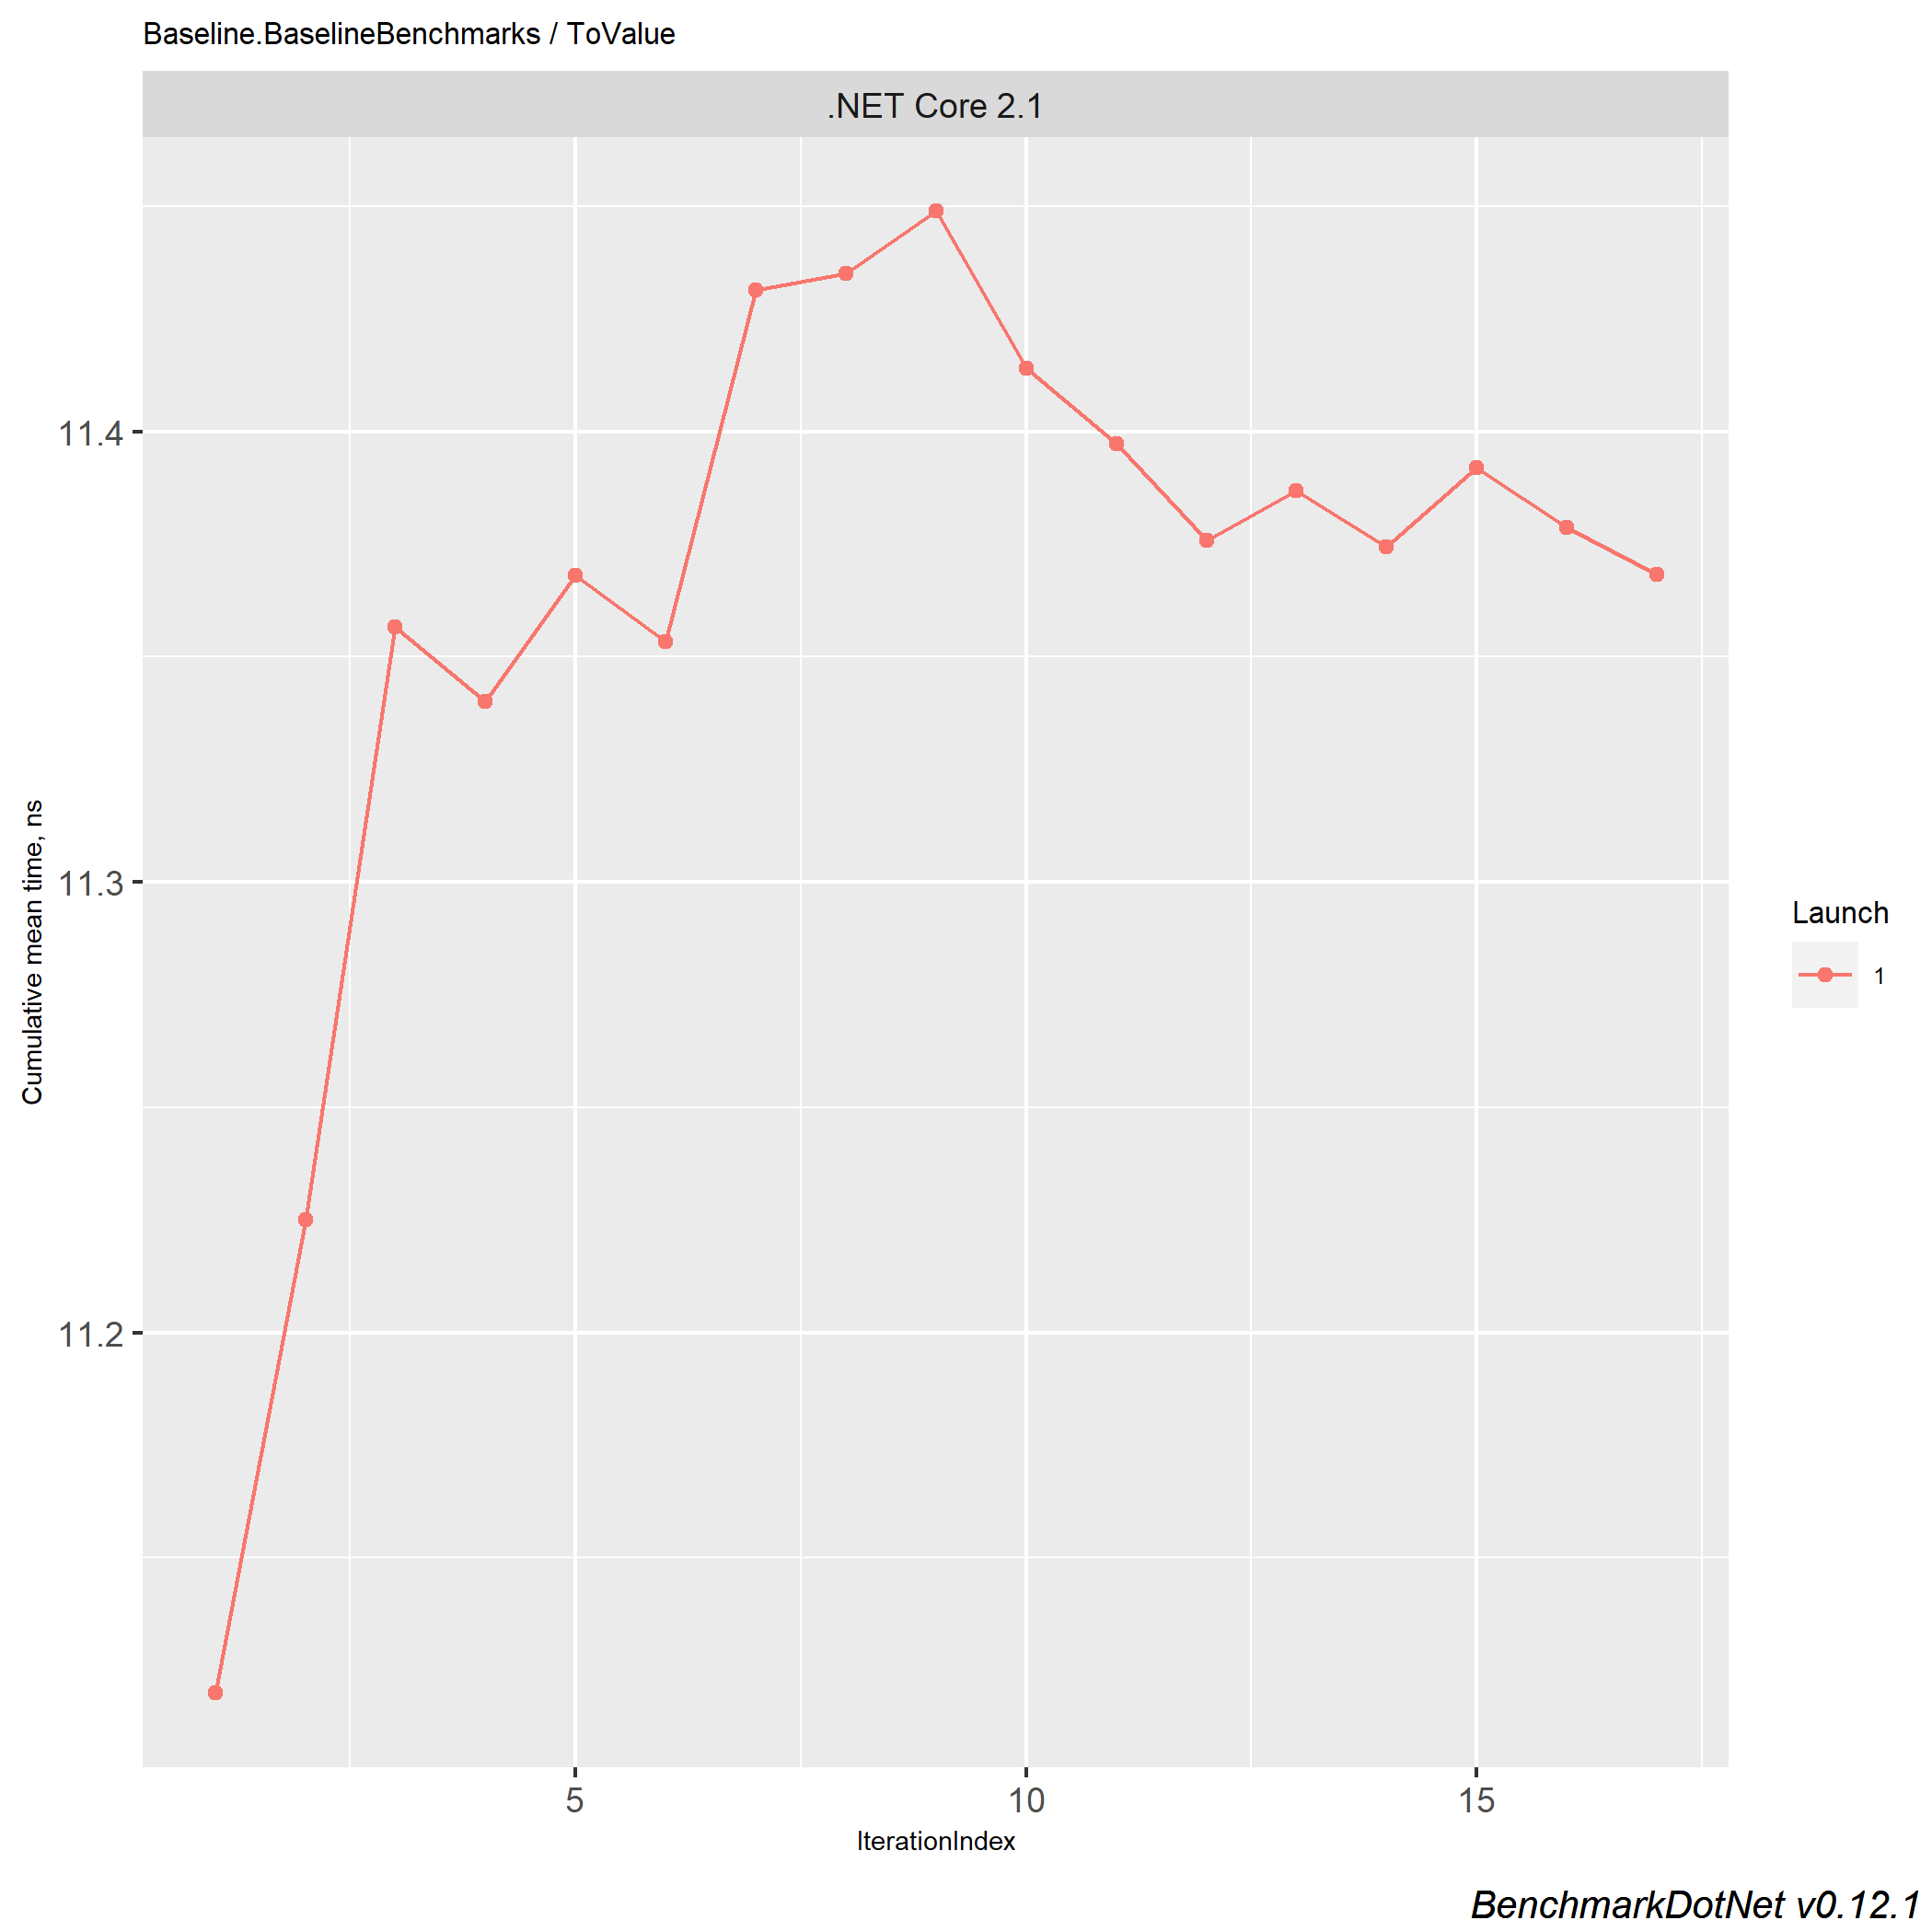 Baseline.BaselineBenchmarks / ToValue
.NET Core 2.1
11.4
11.3
11.2
Cumulative mean time, ns
5 10 15
IterationIndex
Launch
1
BenchmarkDotNet v0.12.1